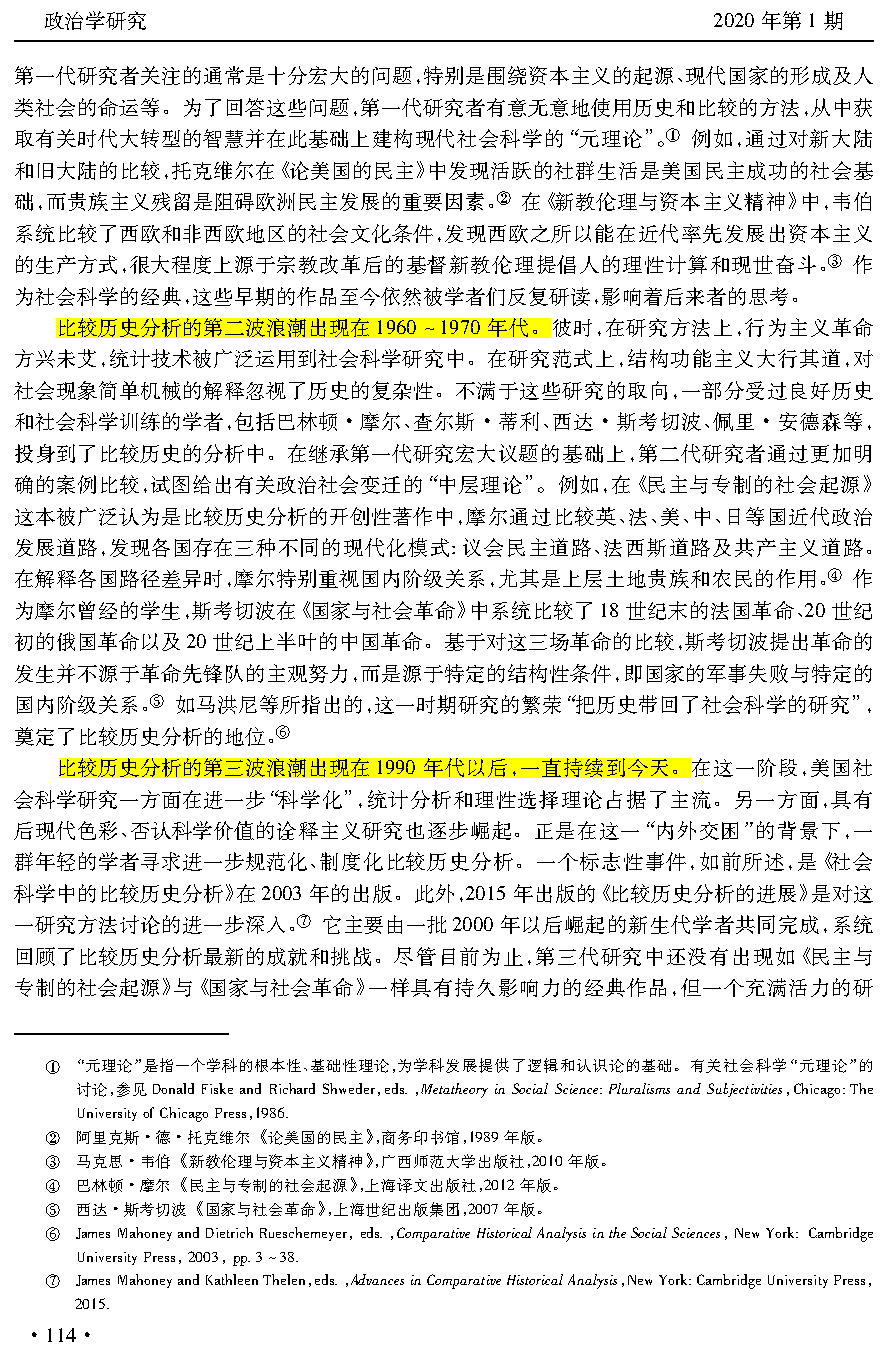 政治学研究 2020 年第 1 期
第一代研究者关注的通常是十分宏大的问题,特别是围绕资本主义的起源、现代国家的形成及人
类社会的命运等。为了回答这些问题,第一代研究者有意无意地使用历史和比较的方法,从中获
取有关时代大转型的智慧并在此基础上建构现代社会科学的“元理论”。① 例如,通过对新大陆
和旧大陆的比较,托克维尔在《论美国的民主》中发现活跃的社群生活是美国民主成功的社会基
础,而贵族主义残留是阻碍欧洲民主发展的重要因素。② 在《新教伦理与资本主义精神》中,韦伯
系统比较了西欧和非西欧地区的社会文化条件,发现西欧之所以能在近代率先发展出资本主义
的生产方式,很大程度上源于宗教改革后的基督新教伦理提倡人的理性计算和现世奋斗。③ 作
为社会科学的经典,这些早期的作品至今依然被学者们反复研读,影响着后来者的思考。
比较历史分析的第二波浪潮出现在 1960 ~ 1970 年代。彼时,在研究方法上,行为主义革命
方兴未艾,统计技术被广泛运用到社会科学研究中。在研究范式上,结构功能主义大行其道,对
社会现象简单机械的解释忽视了历史的复杂性。不满于这些研究的取向,一部分受过良好历史
和社会科学训练的学者,包括巴林顿·摩尔、查尔斯·蒂利、西达·斯考切波、佩里·安德森等,
投身到了比较历史的分析中。在继承第一代研究宏大议题的基础上,第二代研究者通过更加明
确的案例比较,试图给出有关政治社会变迁的“中层理论”。例如,在《民主与专制的社会起源》
这本被广泛认为是比较历史分析的开创性著作中,摩尔通过比较英、法、美、中、日等国近代政治
发展道路,发现各国存在三种不同的现代化模式:议会民主道路、法西斯道路及共产主义道路。
在解释各国路径差异时,摩尔特别重视国内阶级关系,尤其是上层土地贵族和农民的作用。④ 作
为摩尔曾经的学生,斯考切波在《国家与社会革命》中系统比较了 18 世纪末的法国革命、20 世纪
初的俄国革命以及 20 世纪上半叶的中国革命。基于对这三场革命的比较,斯考切波提出革命的
发生并不源于革命先锋队的主观努力,而是源于特定的结构性条件,即国家的军事失败与特定的
国内阶级关系。⑤ 如马洪尼等所指出的,这一时期研究的繁荣“把历史带回了社会科学的研究”,
奠定了比较历史分析的地位。⑥
比较历史分析的第三波浪潮出现在 1990 年代以后,一直持续到今天。在这一阶段,美国社
会科学研究一方面在进一步“科学化”,统计分析和理性选择理论占据了主流。另一方面,具有
后现代色彩、否认科学价值的诠释主义研究也逐步崛起。正是在这一“内外交困”的背景下,一
群年轻的学者寻求进一步规范化、制度化比较历史分析。一个标志性事件,如前所述,是《社会
科学中的比较历史分析》在 2003 年的出版。此外,2015 年出版的《比较历史分析的进展》是对这
一研究方法讨论的进一步深入。⑦ 它主要由一批 2000 年以后崛起的新生代学者共同完成,系统
回顾了比较历史分析最新的成就和挑战。尽管目前为止,第三代研究中还没有出现如《民主与
专制的社会起源》与《国家与社会革命》一样具有持久影响力的经典作品,但一个充满活力的研
① “元理论”是指一个学科的根本性、基础性理论,为学科发展提供了逻辑和认识论的基础。有关社会科学“元理论”的
讨论,参见 Donald Fiske and Richard Shweder, eds. , Metatheory in Social Science: Pluralisms and Subjectivities, Chicago: The
University of Chicago Press, 1986.
② 阿里克斯·德·托克维尔《论美国的民主》,商务印书馆,1989 年版。
③ 马克思·韦伯《新教伦理与资本主义精神》,广西师范大学出版社,2010 年版。
④ 巴林顿·摩尔《民主与专制的社会起源》,上海译文出版社,2012 年版。
⑤ 西达·斯考切波《国家与社会革命》,上海世纪出版集团,2007 年版。
⑥ James Mahoney and Dietrich Rueschemeyer, eds. , Comparative Historical Analysis in the Social Sciences, New York: Cambridge
University Press, 2003, pp. 3 ~ 38.
⑦ James Mahoney and Kathleen Thelen, eds. , Advances in Comparative Historical Analysis, New York: Cambridge University Press,
2015.
· 114 ·